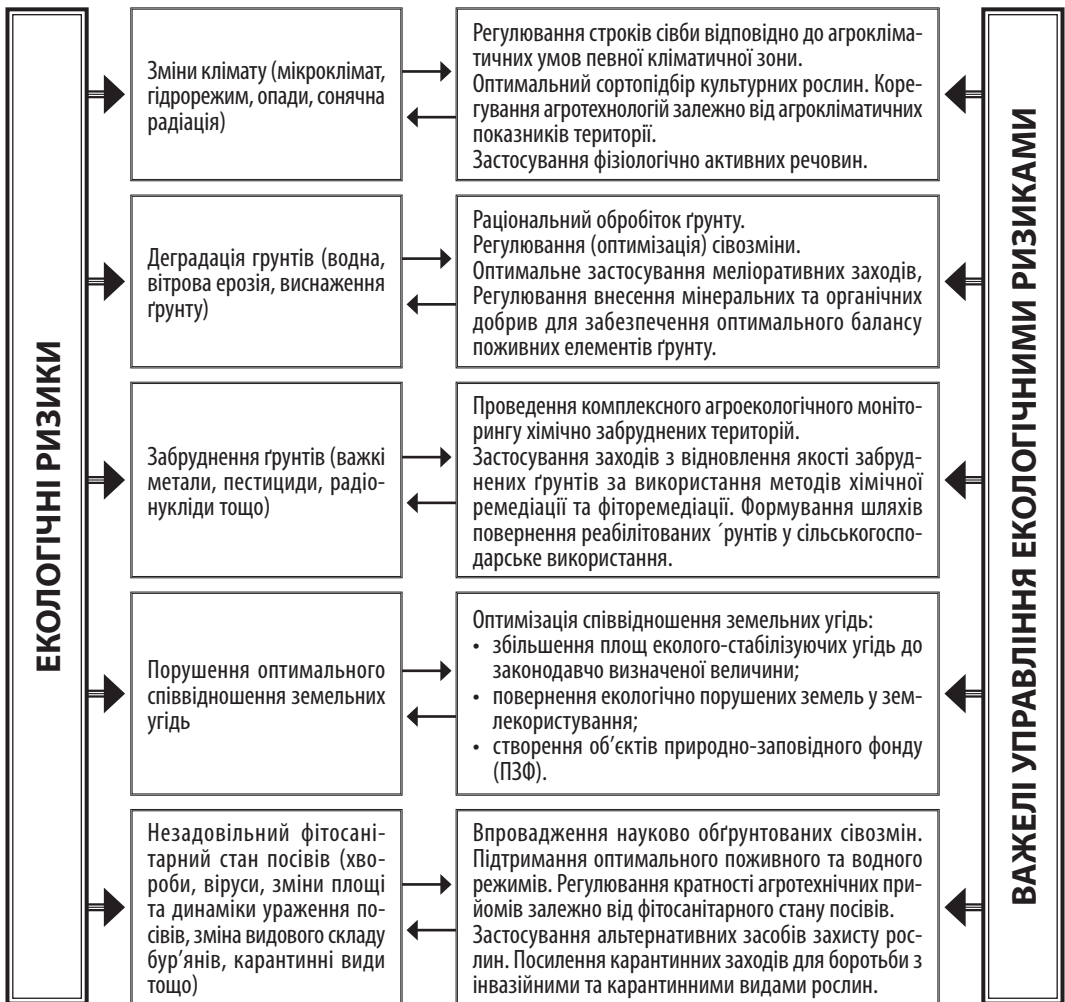 ЕКОЛОГІЧНІ РИЗИКИ
Зміни клімату (мікроклімат,
гідрорежим, опади, сонячна
радіація)
Регулювання строків сівби відповідно до агрокліма-
тичних умов певної кліматичної зони.
Оптимальний сортопідбір культурних рослин. Коре-
гування агротехнологій залежно від агрокліматичних
показників території.
Застосування фізіологічно активних речовин.
Деградація грунтів (водна,
вітрова ерозія, виснаження
ґрунту)
Раціональний обробіток ґрунту.
Регулювання (оптимізація) сівозміни.
Оптимальне застосування меліоративних заходів,
Регулювання внесення мінеральних та органічних
добрив для забезпечення оптимального балансу
поживних елементів ґрунту.
Забруднення ґрунтів (важкі
метали, пестициди, радіо-
нукліди тощо)
Проведення комплексного агроекологічного моніто-
рингу хімічно забруднених територій.
Застосування заходів з відновлення якості забруд-
нених ґрунтів за використання методів хімічної
ремедіації та фіторемедіації. Формування шляхів
повернення реабілітованих ´рунтів у сільськогоспо-
дарське використання.
Порушення оптимального
співвідношення земельних
угідь
Оптимізація співвідношення земельних угідь:
• збільшення площ еколого-стабілізуючих угідь до
законодавчо визначеної величини;
• повернення екологічно порушених земель у зем-
лекористування;
• створення об’єктів природно-заповідного фонду
(ПЗФ).
Незадовільний фітосані-
тарний стан посівів (хво-
роби, віруси, зміни площі
та динаміки ураження по-
сівів, зміна видового складу
бур’янів, карантинні види
тощо)
Впровадження науково обґрунтованих сівозмін.
Підтримання оптимального поживного та водного
режимів. Регулювання кратності агротехнічних при-
йомів залежно від фітосанітарного стану посівів.
Застосування альтернативних засобів захисту рос-
лин. Посилення карантинних заходів для боротьби з
інвазійними та карантинними видами рослин.
ВАЖЕЛІ УПРАВЛІННЯ ЕКОЛОГІЧНИМИ РИЗИКАМИ